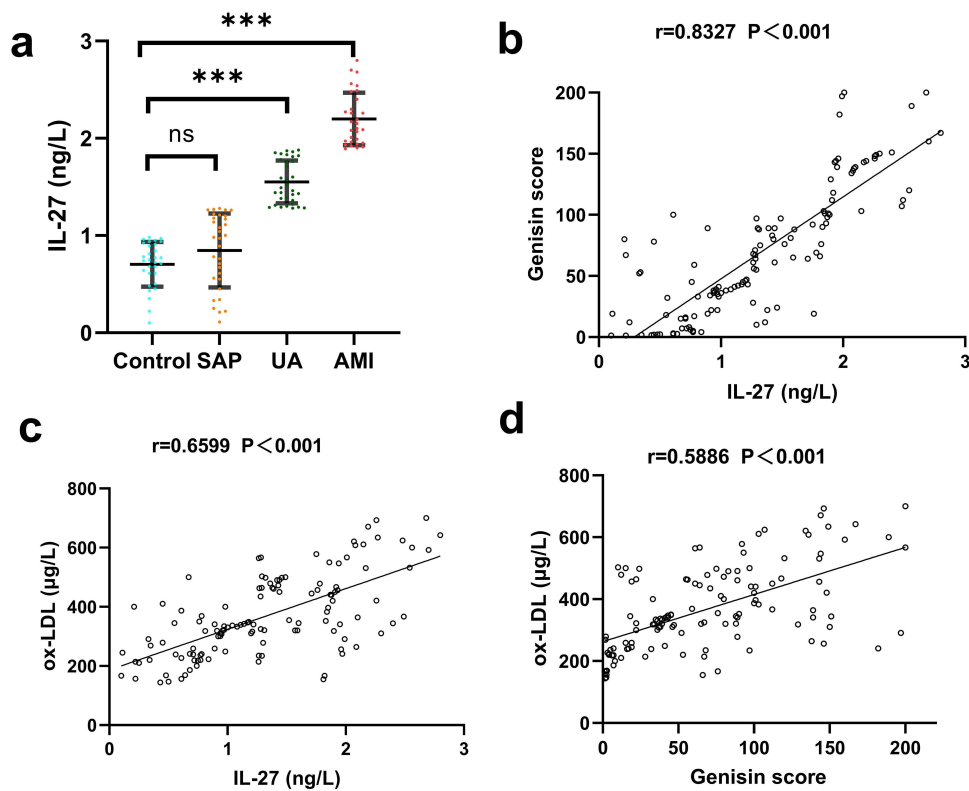 a
***
***
ns
3
2
1
0
IL-27 (ng/L)
Control SAP UA AMI
b
r=0.8327 P＜0.001
200
150
100
50
0
Genisin score
0 1 2 3
IL-27 (ng/L)
c
r=0.6599 P＜0.001
800
600
400
200
0
ox-LDL (μg/L)
0 1 2 3
IL-27 (ng/L)
d
r=0.5886 P＜0.001
800
600
400
200
0
ox-LDL (μg/L)
0 50 100 150 200
Genisin score